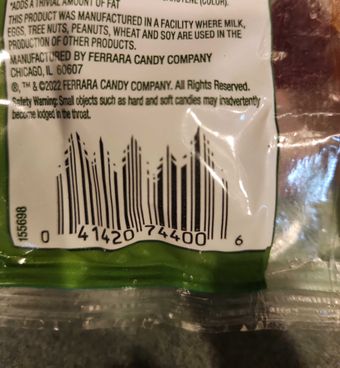 *ADDS A TRIVIAL AMOUNT OF FAT
(COLOR).
THIS PRODUCT WAS MANUFACTURED IN A FACILITY WHERE MILK,
EGGS, TREE NUTS, PEANUTS, WHEAT AND SOY ARE USED IN THE
PRODUCTION OF OTHER PRODUCTS.
MANUFACTURED BY FERRARA CANDY COMPANY
CHICAGO, IL 60607
®, ™ & ©2022 FERRARA CANDY COMPANY. All Rights Reserved.
Safety Warning: Small objects such as hard and soft candies may inadvertently
become lodged in the throat.
155698
0 41420 74400 6